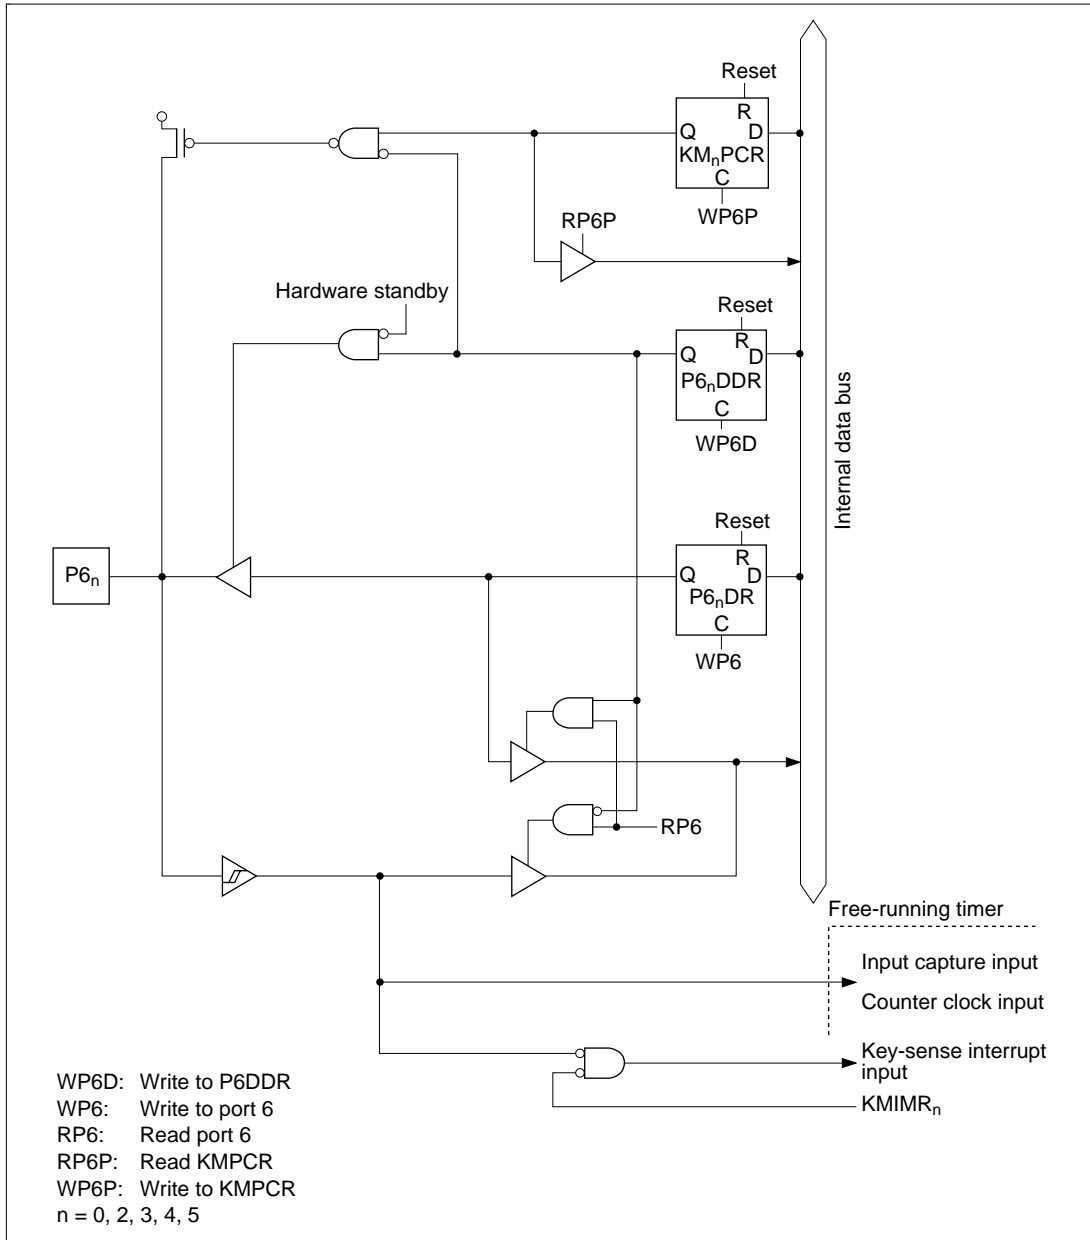 Reset
R
Q D
KMnPCR
C
WP6P
RP6P
Hardware standby
Reset
R
Q D
P6nDDR
C
WP6D
Internal data bus
Reset
R
Q D
P6nDR
C
WP6
P6n
RP6
Free-running timer
Input capture input
Counter clock input
Key-sense interrupt
input
KMIMRn
WP6D: Write to P6DDR
WP6: Write to port 6
RP6: Read port 6
RP6P: Read KMPCR
WP6P: Write to KMPCR
n = 0, 2, 3, 4, 5